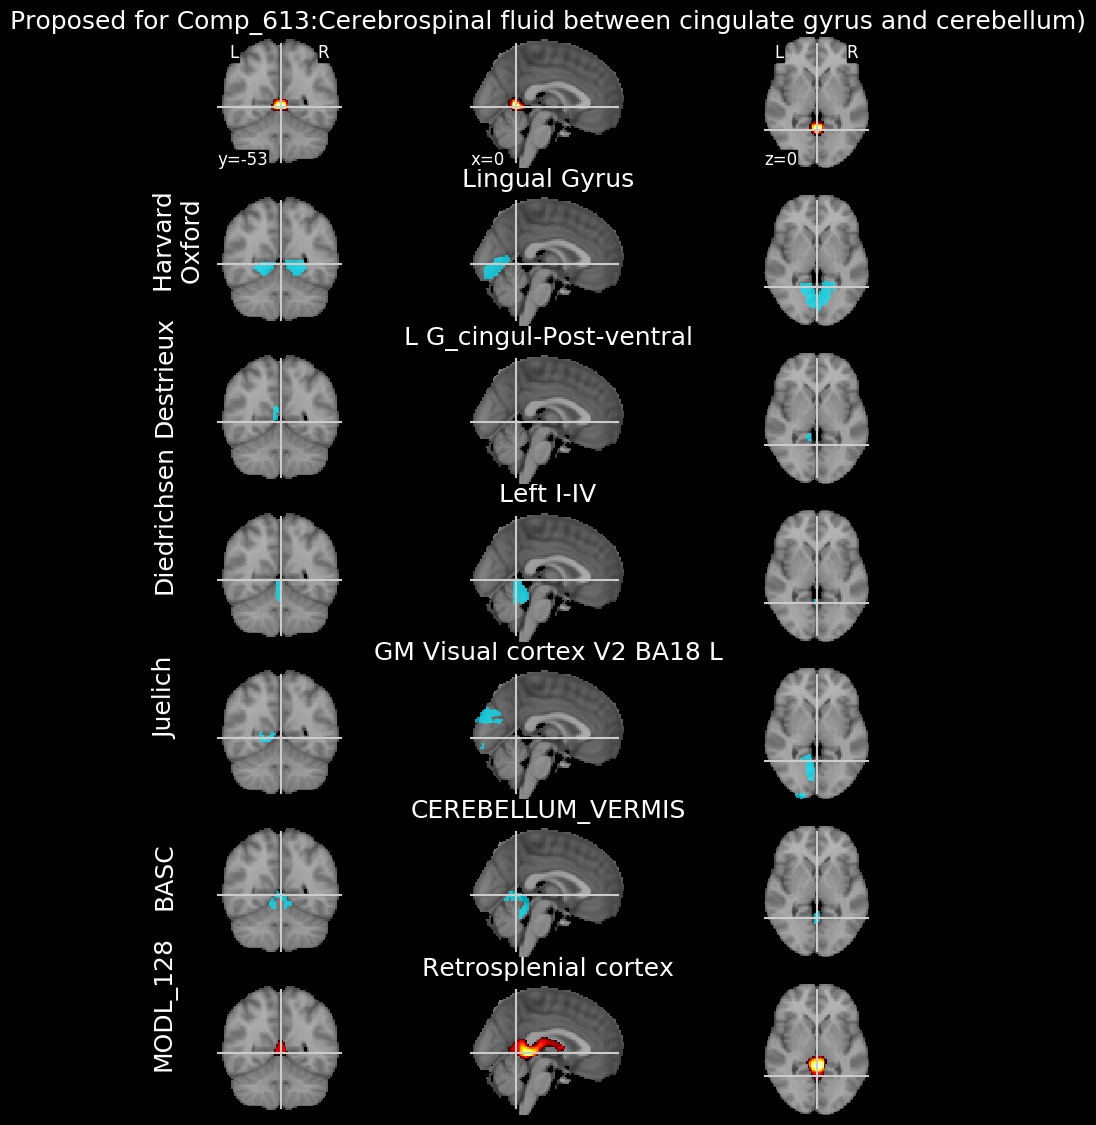 Proposed for Comp_613:Cerebrospinal fluid between cingulate gyrus and cerebellum)
L R L R
y=-53 x=0 z=0
Lingual Gyrus
Harvard
Oxford
L G_cingul-Post-ventral
Destrieux
Left I-IV
Diedrichsen
GM Visual cortex V2 BA18 L
Juelich
CEREBELLUM_VERMIS
BASC
Retrosplenial cortex
MODL_128